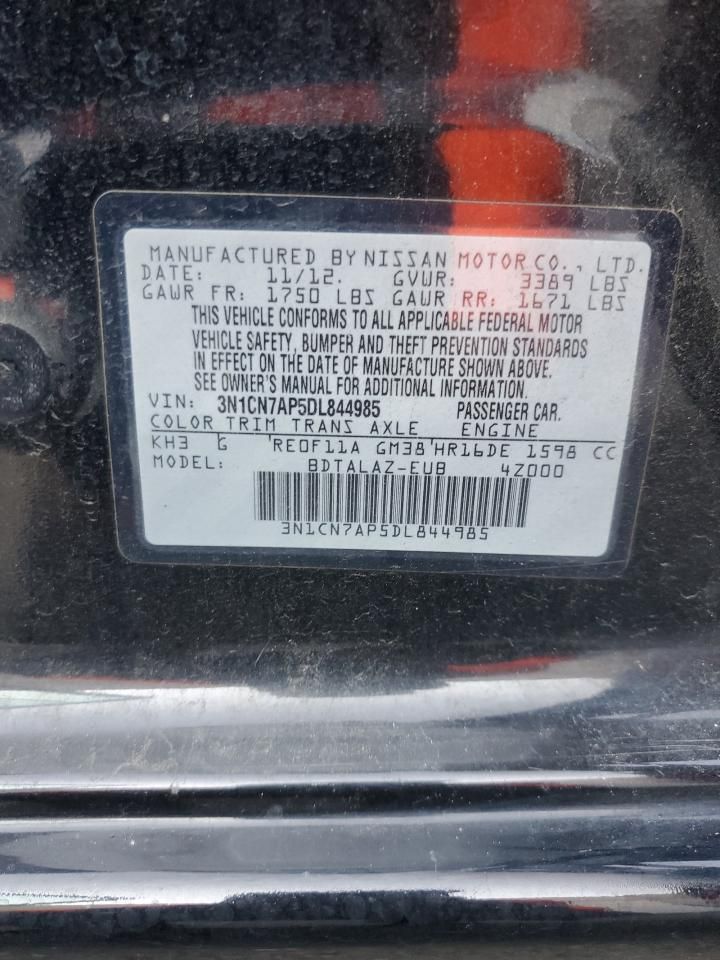 MANUFACTURED BY NISSAN MOTOR CO., LTD.
DATE: 11/12. GVWR: 3389 LBS
GAWR FR: 1750 LBS GAWR RR: 1671 LBS
THIS VEHICLE CONFORMS TO ALL APPLICABLE FEDERAL MOTOR
VEHICLE SAFETY, BUMPER AND THEFT PREVENTION STANDARDS
IN EFFECT ON THE DATE OF MANUFACTURE SHOWN ABOVE.
SEE OWNER'S MANUAL FOR ADDITIONAL INFORMATION.
VIN: 3N1CN7AP5DL844985 PASSENGER CAR.
COLOR TRIM TRANS AXLE ENGINE
KH3 G RE0F11A GM38 HR16DE 1598 CC
MODEL: BDTALAZ-EUB 4Z000
3N1CN7AP5DL844985